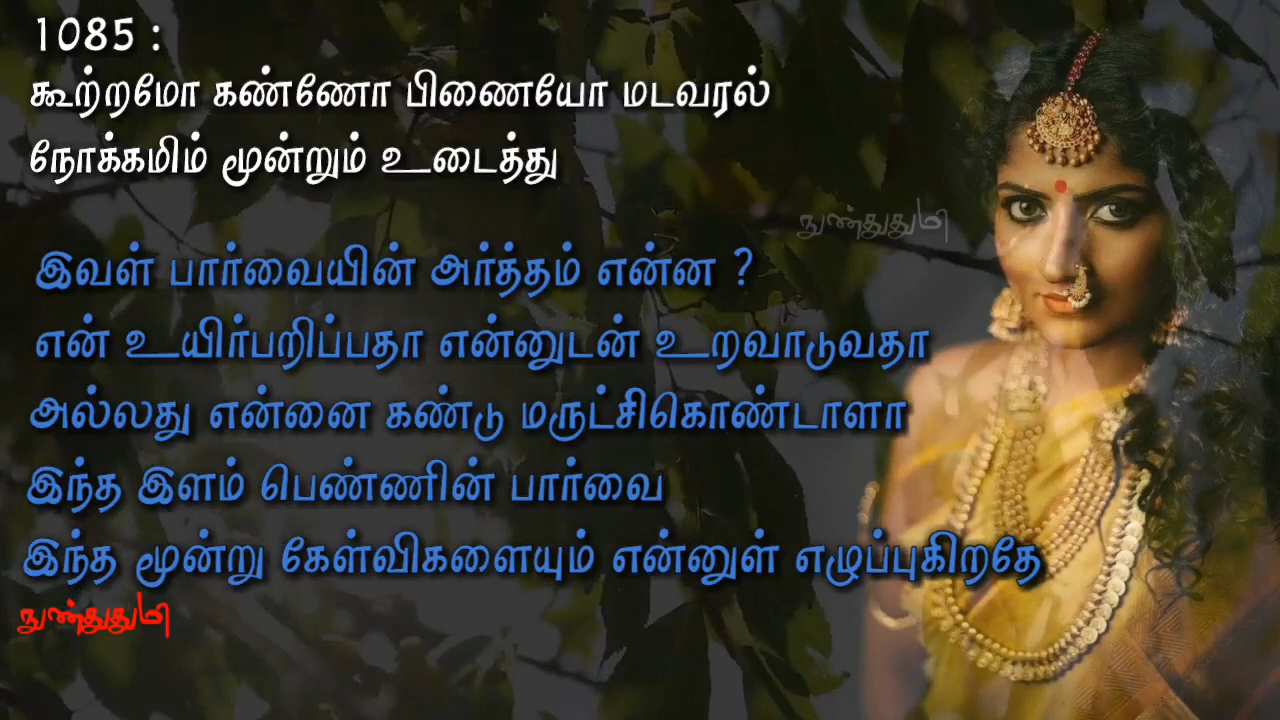 1085 :
கூற்றமோ கண்ணோ பிணையோ மடவரல்
நோக்கமிம் மூன்றும் உடைத்து
நுண்துதுமி
இவள் பார்வையின் அர்த்தம் என்ன ?
என் உயிர்பறிப்பதா என்னுடன் உறவாடுவதா
அல்லது என்னை கண்டு மருட்சிகொண்டாளா
இந்த இளம் பெண்ணின் பார்வை
இந்த மூன்று கேள்விகளையும் என்னுள் எழுப்புகிறதே
நுண்துதுமி